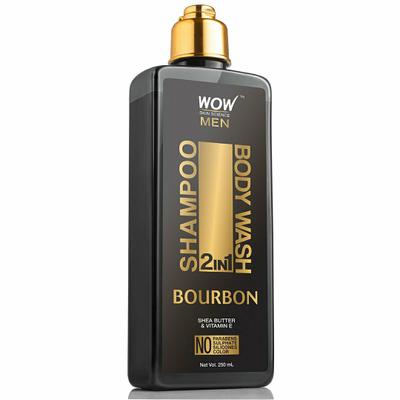 WOW™
SKIN SCIENCE
MEN
SHAMPOO
BODY WASH
2in1
BOURBON
SHEA BUTTER
& VITAMIN E
NO PARABENS
SULPHATE
SILICONES
COLOR
Net Vol. 250 mL